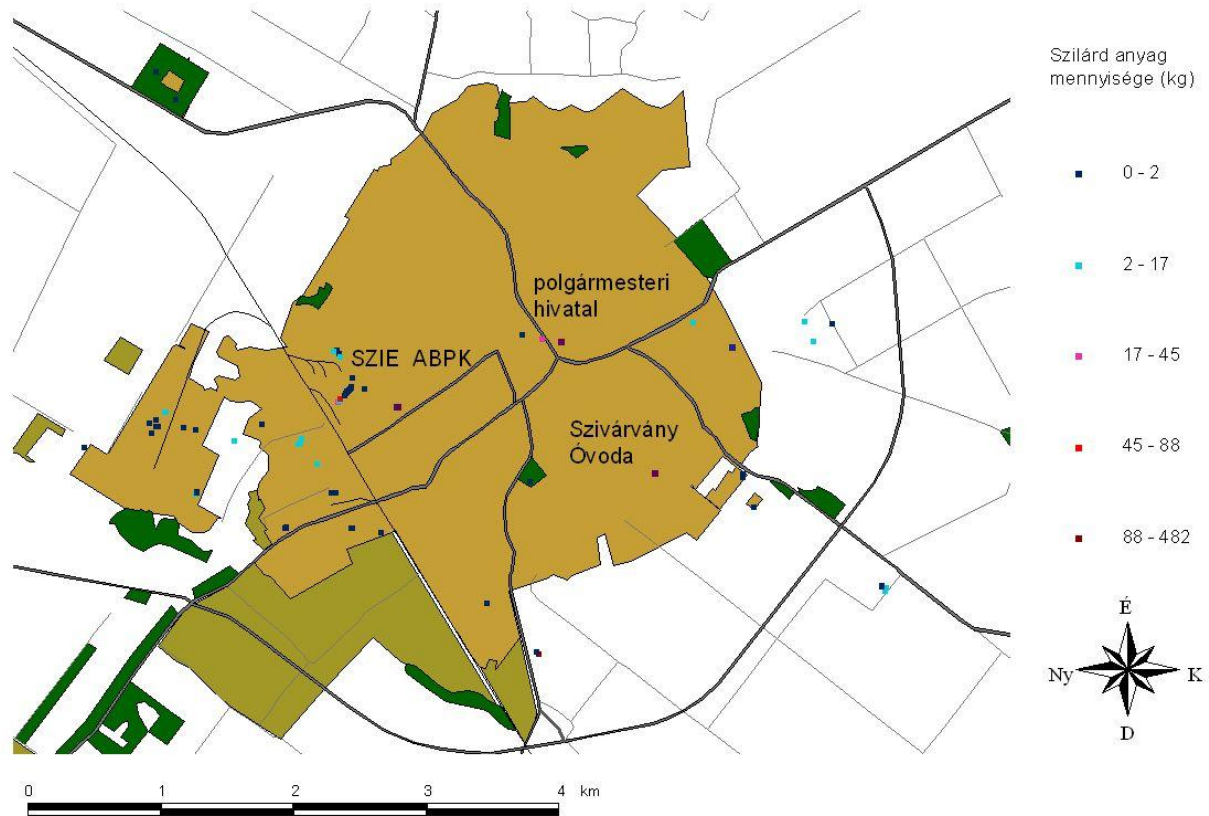 Szilárd anyag
mennyisége (kg)
0 - 2
2 - 17
17 - 45
45 - 88
88 - 482
polgármesteri
hivatal
SZIE ABPK
Szivárvány
Óvoda
É
Ny
K
D
0 1 2 3 4 km